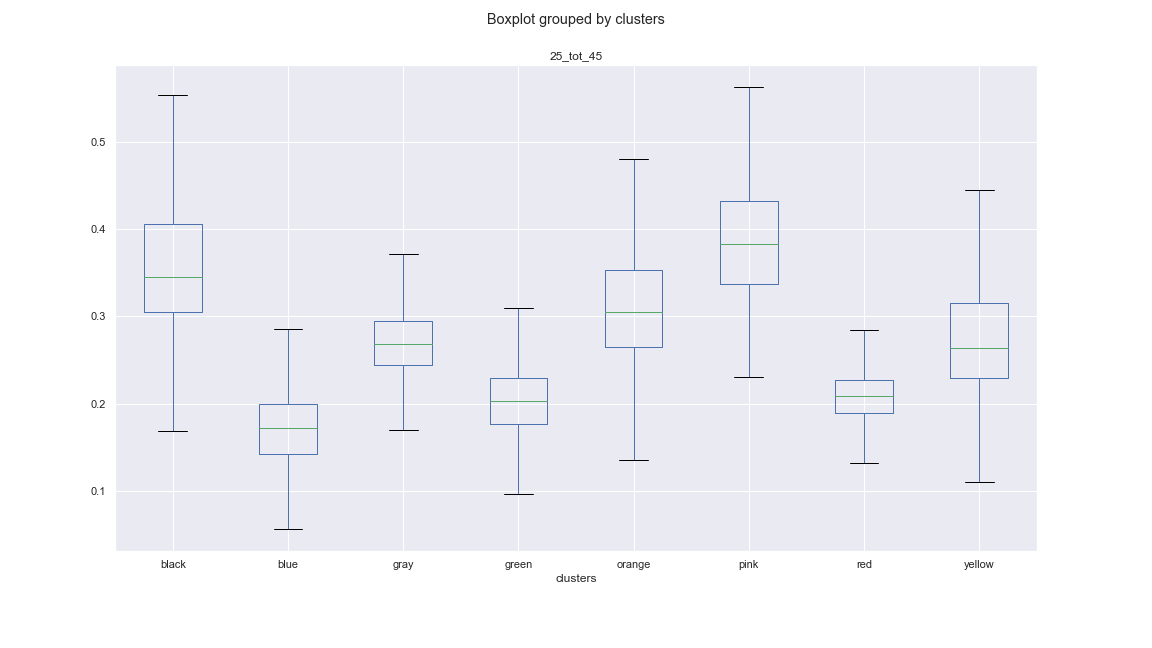 Boxplot grouped by clusters
25_tot_45
0.5
0.4
0.3
0.2
0.1
black blue gray green orange pink red yellow
clusters